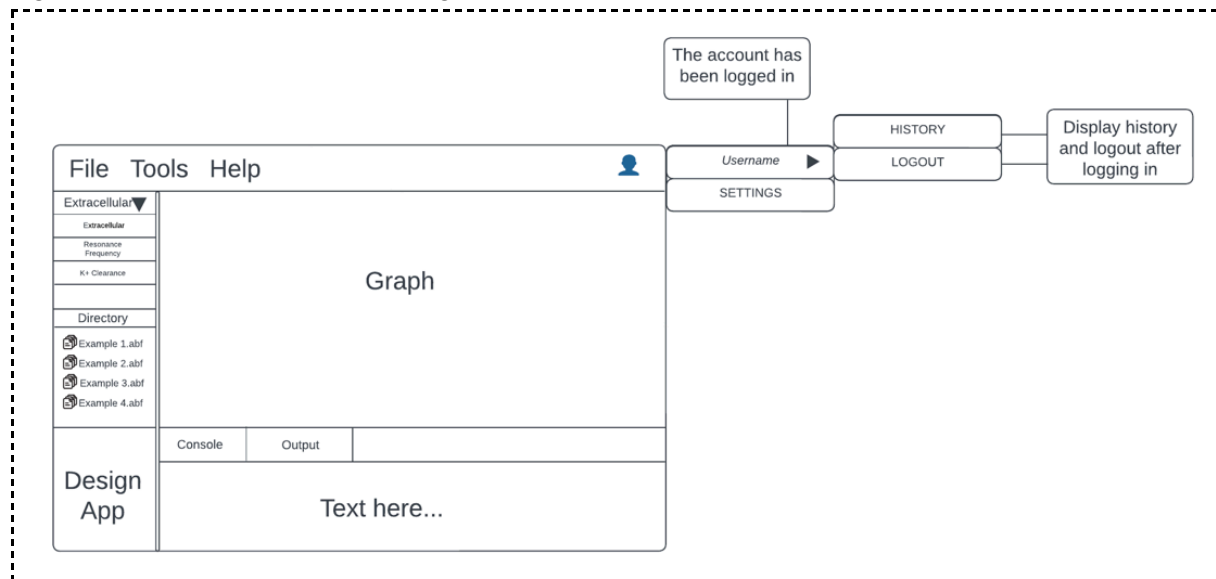 The account has
been logged in
HISTORY
Display history
and logout after
logging in
LOGOUT
File Tools Help
Username
SETTINGS
Extracellular
Extracellular
Resonance
Frequency
K+ Clearance
Graph
Directory
Example 1.abf
Example 2.abf
Example 3.abf
Example 4.abf
Console
Output
Design
App
Text here...